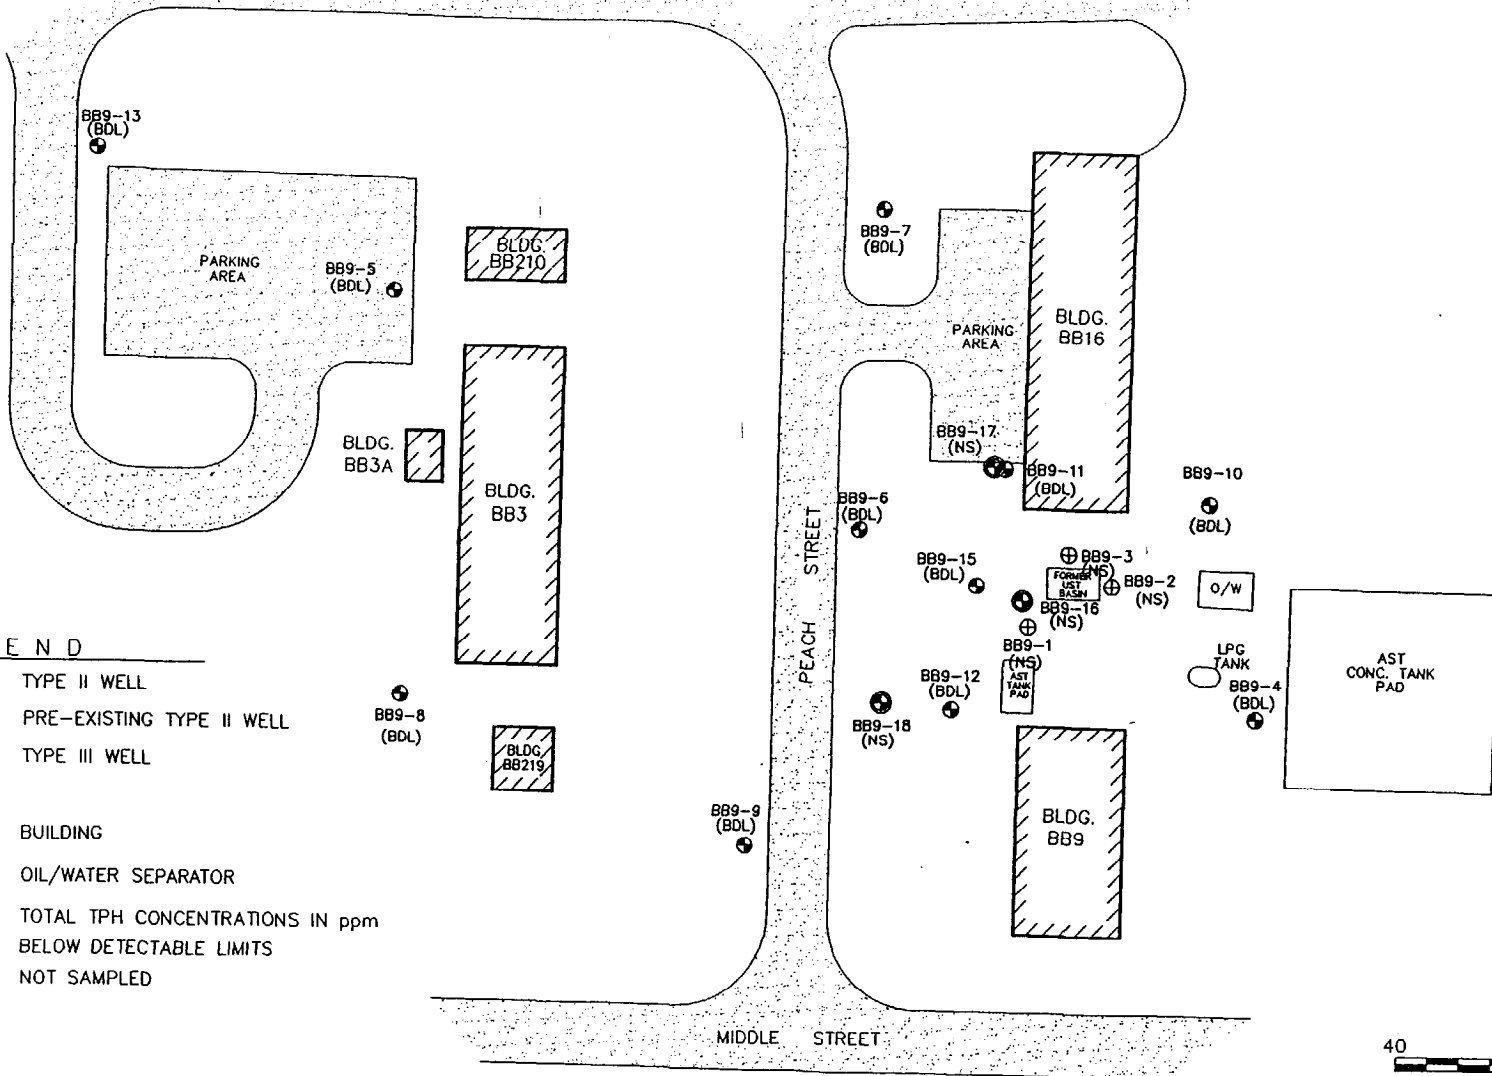 BB9-13
(BDL)
PARKING
AREA
BB9-5
(BDL)
BLDG.
BB210
BLDG.
BB3A
BLDG.
BB3
BB9-7
(BDL)
PARKING
AREA
BLDG.
BB16
BB9-17
(NS)
BB9-11
(BDL)
BB9-10
(BDL)
BB9-6
(BDL)
BB9-15
(BDL)
BB9-3
(NS)
FORMER
UST
BASIN
BB9-2
(NS)
BB9-16
(NS)
O/W
BB9-1
(NS)
AST
TANK
PAD
LPG
TANK
BB9-4
(BDL)
AST
CONC. TANK
PAD
BB9-12
(BDL)
BB9-18
(NS)
PEACH STREET
BB9-8
(BDL)
BLDG
BB219
BB9-9
(BDL)
BLDG.
BB9
E N D
TYPE II WELL
PRE-EXISTING TYPE II WELL
TYPE III WELL
BUILDING
OIL/WATER SEPARATOR
TOTAL TPH CONCENTRATIONS IN ppm
BELOW DETECTABLE LIMITS
NOT SAMPLED
MIDDLE STREET
40